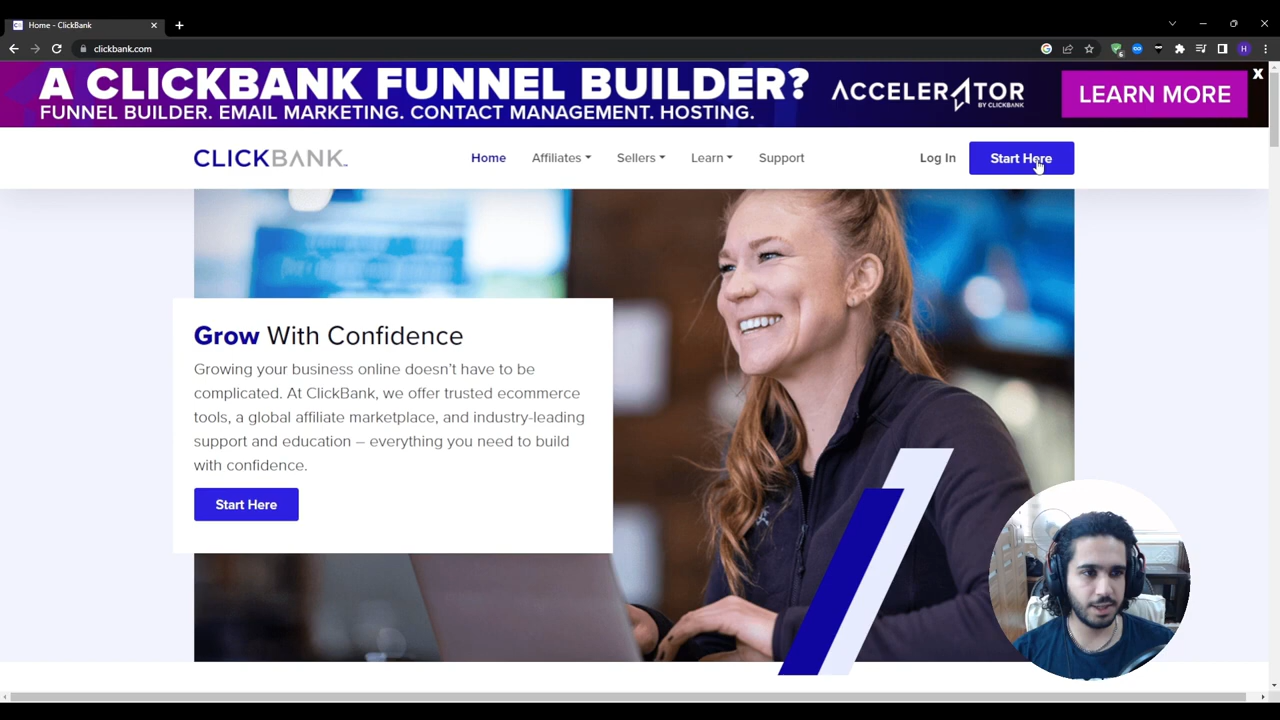 Home - ClickBank
clickbank.com
H
A CLICKBANK FUNNEL BUILDER?
FUNNEL BUILDER. EMAIL MARKETING. CONTACT MANAGEMENT. HOSTING.
ACCELERATOR
BY CLICKBANK
LEARN MORE
X
CLICKBANK
Home
Affiliates
Sellers
Learn
Support
Log In
Start Here
Grow With Confidence
Growing your business online doesn’t have to be
complicated. At ClickBank, we offer trusted ecommerce
tools, a global affiliate marketplace, and industry-leading
support and education – everything you need to build
with confidence.
Start Here